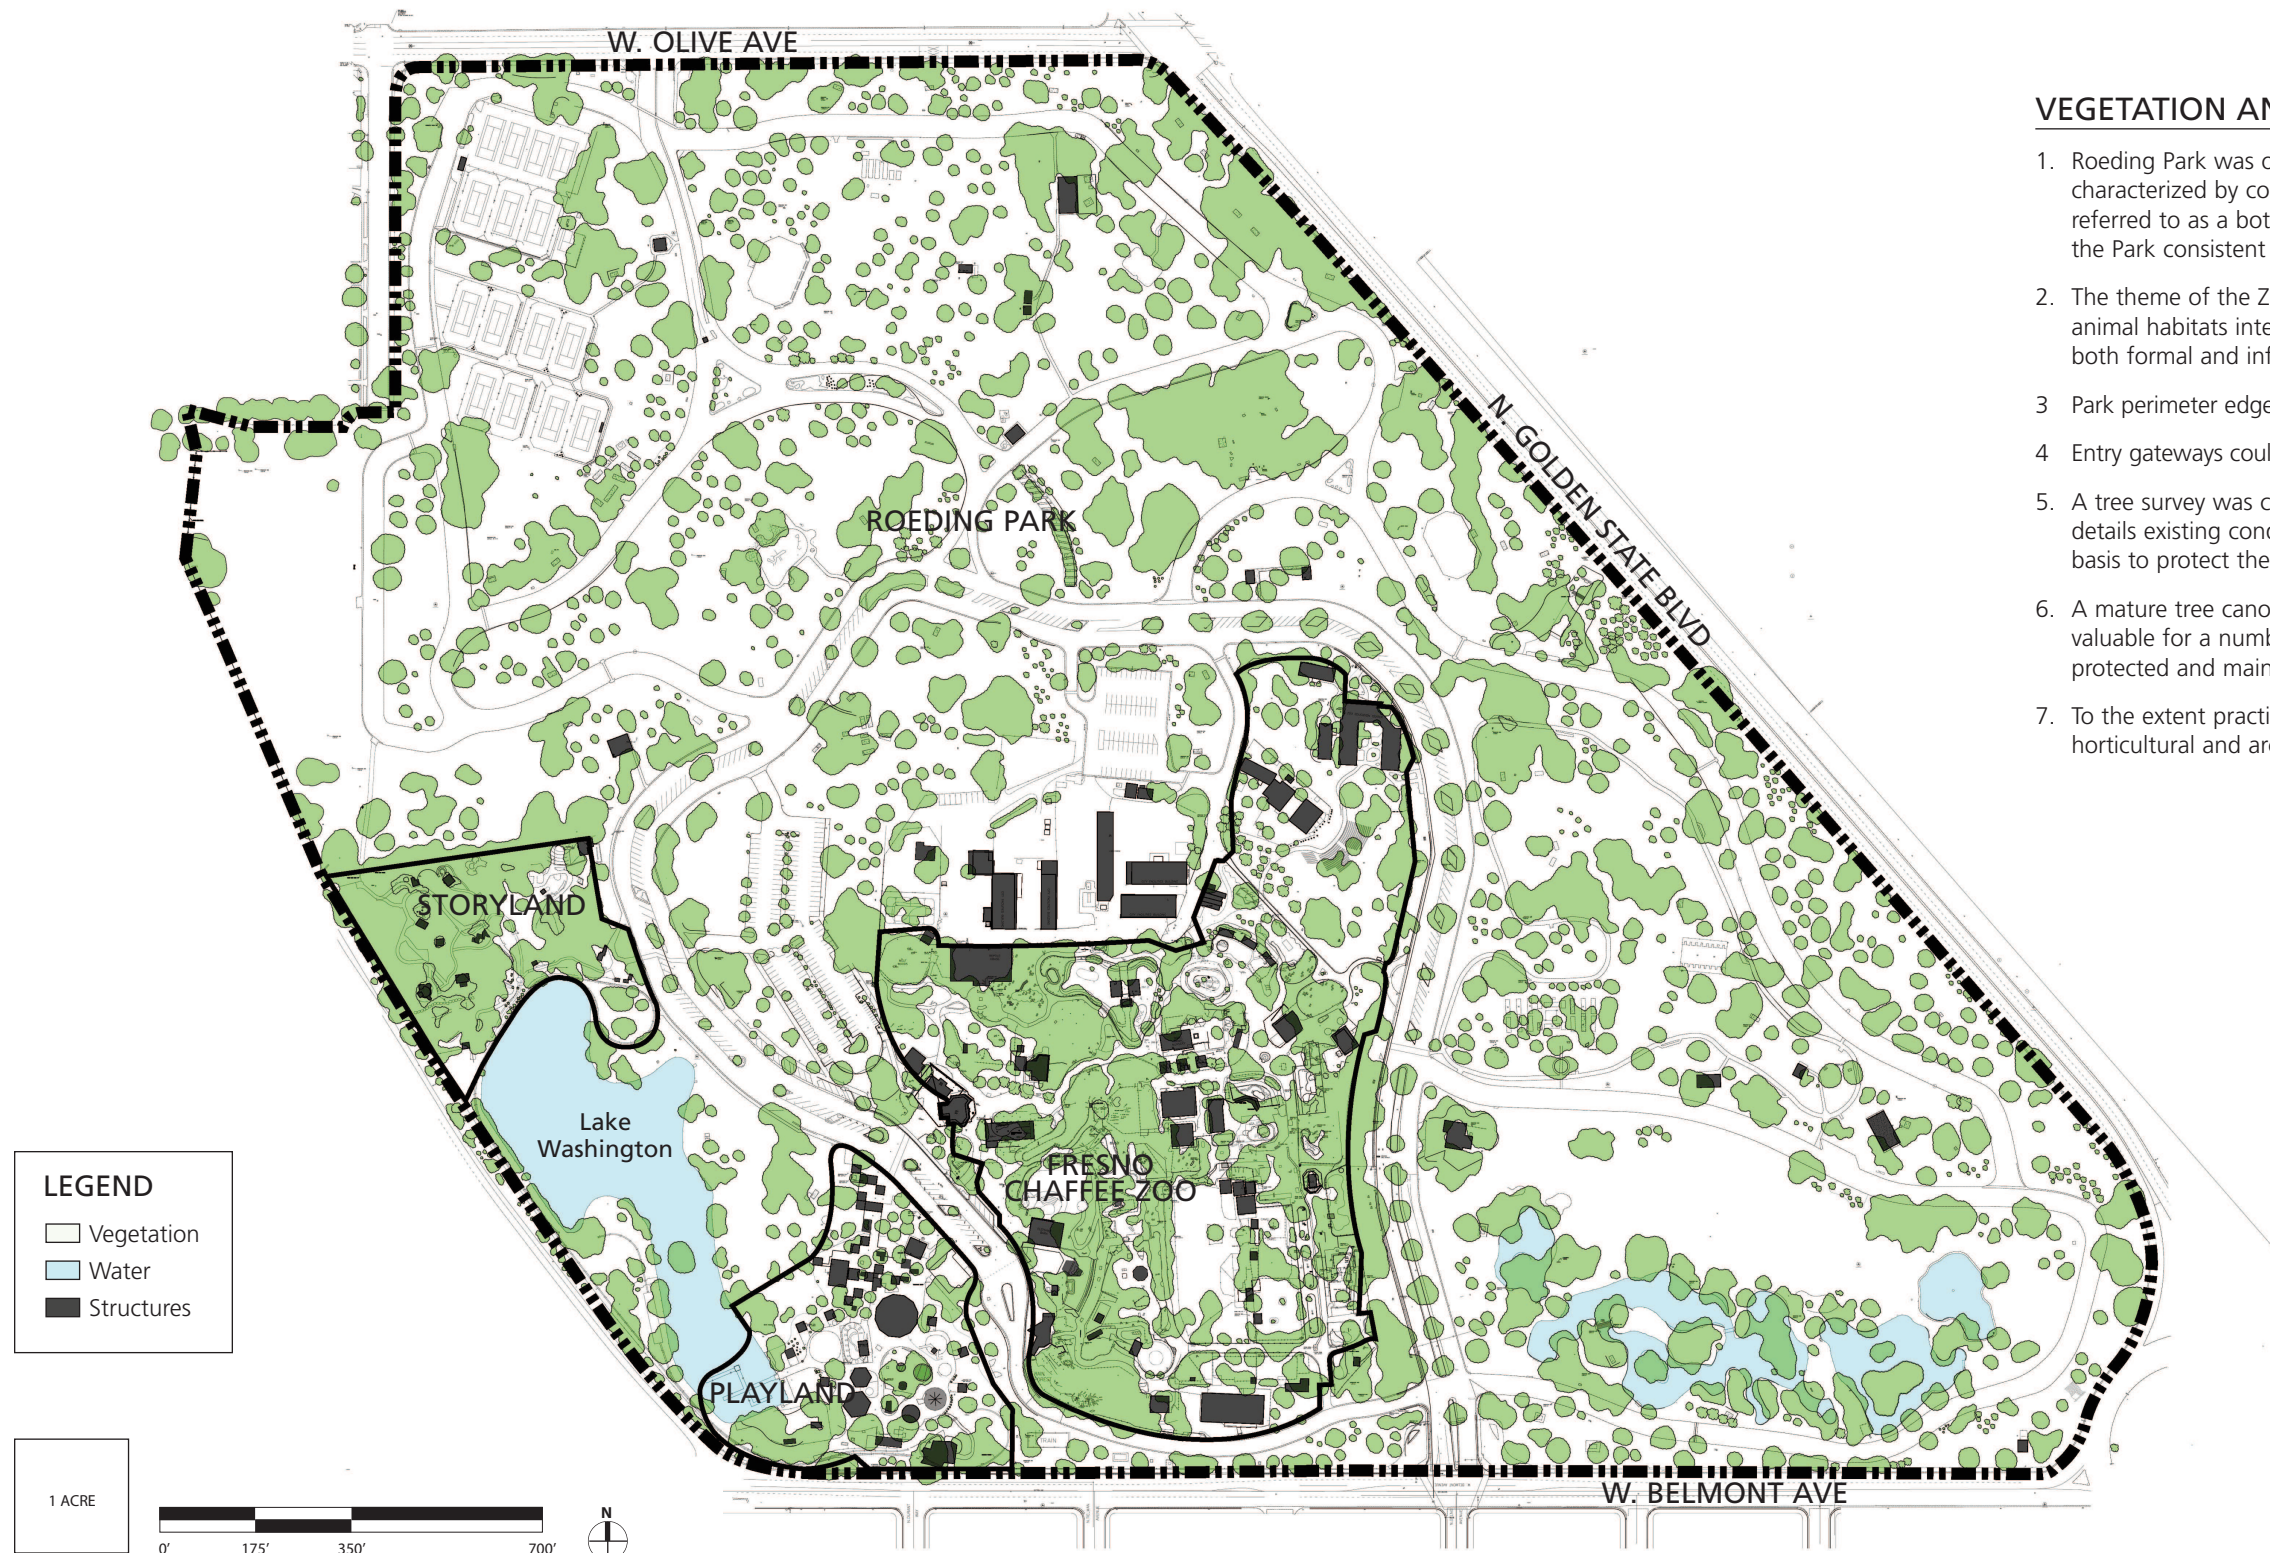 W. OLIVE AVE
N. GOLDEN STATE BLVD
ROEDING PARK
STORYLAND
Lake
Washington
FRESNO
CHAFFEE ZOO
PLAYLAND
TRAIN
W. BELMONT AVE
LEGEND
Vegetation
Water
Structures
1 ACRE
0' 175' 350' 700'
N
VEGETATION AN
1. Roeding Park was o
characterized by co
referred to as a bot
the Park consistent
2. The theme of the Z
animal habitats inte
both formal and inf
3 Park perimeter edge
4 Entry gateways coul
5. A tree survey was c
details existing cond
basis to protect the
6. A mature tree cano
valuable for a numb
protected and main
7. To the extent practi
horticultural and ar